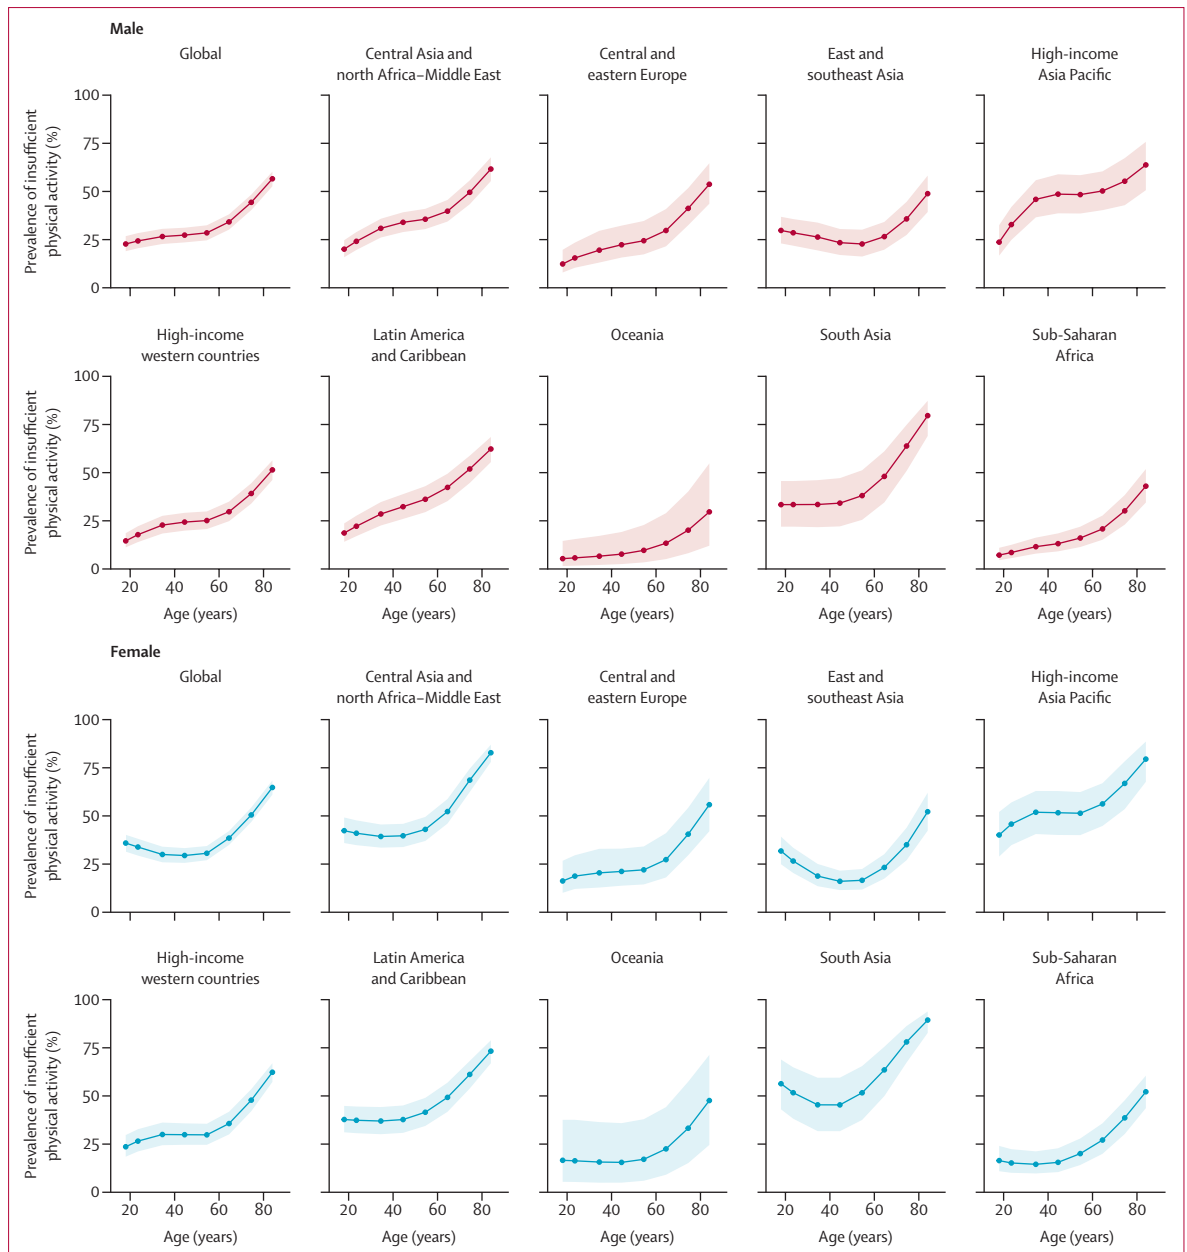 Male
Global
Central Asia and
north Africa–Middle East
Central and
eastern Europe
East and
southeast Asia
High-income
Asia Pacific
Prevalence of insufficient
physical activity (%)
100
75
50
25
0
High-income
western countries
Latin America
and Caribbean
Oceania
South Asia
Sub-Saharan
Africa
Prevalence of insufficient
physical activity (%)
100
75
50
25
0
20 40 60 80
20 40 60 80
20 40 60 80
20 40 60 80
20 40 60 80
Age (years)
Age (years)
Age (years)
Age (years)
Age (years)
Female
Global
Central Asia and
north Africa–Middle East
Central and
eastern Europe
East and
southeast Asia
High-income
Asia Pacific
Prevalence of insufficient
physical activity (%)
100
75
50
25
0
High-income
western countries
Latin America
and Caribbean
Oceania
South Asia
Sub-Saharan
Africa
Prevalence of insufficient
physical activity (%)
100
75
50
25
0
20 40 60 80
20 40 60 80
20 40 60 80
20 40 60 80
20 40 60 80
Age (years)
Age (years)
Age (years)
Age (years)
Age (years)